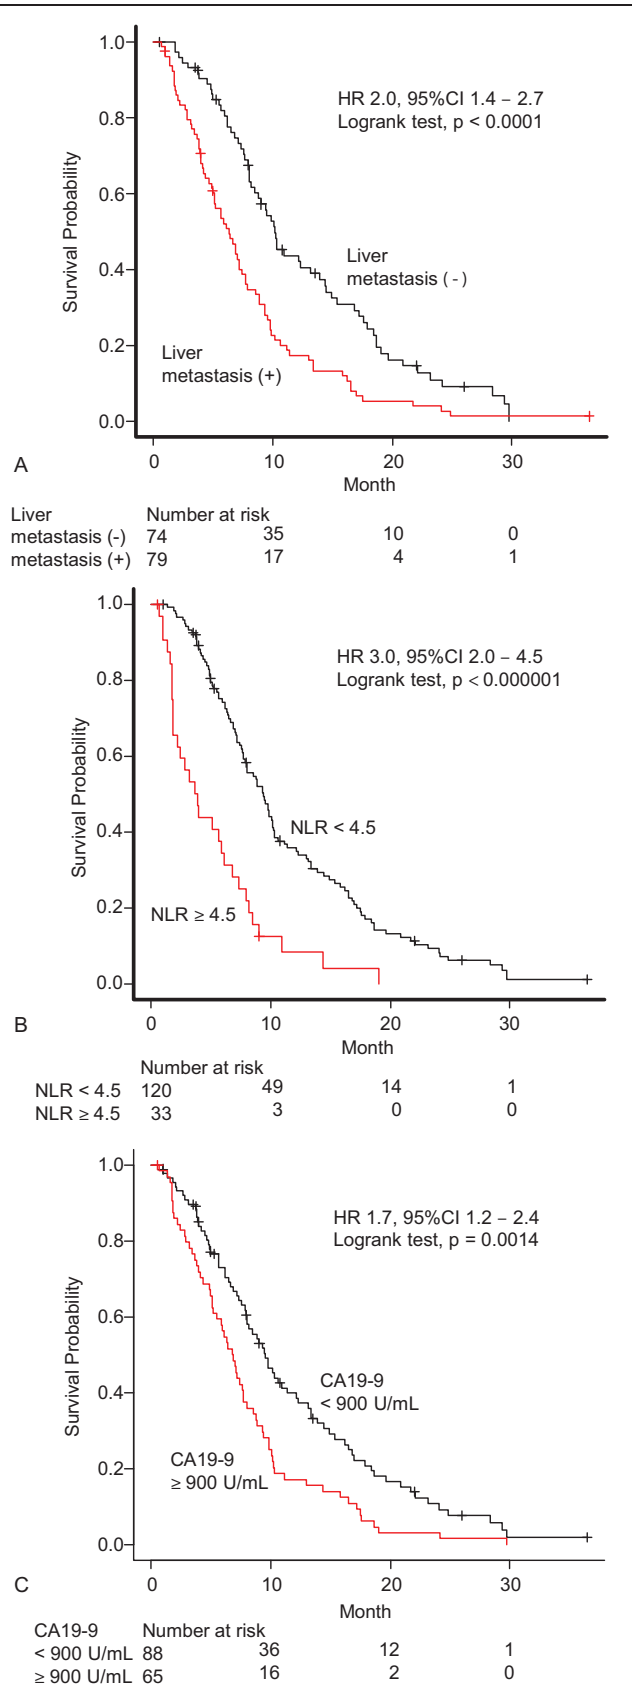 1.0
0.8
0.6
0.4
0.2
0.0
Survival Probability
HR 2.0, 95%CI 1.4 – 2.7
Logrank test, p < 0.0001
Liver
metastasis ( - )
Liver
metastasis (+)
0 10 20 30
Month
A
Liver Number at risk
metastasis (-) 74 35 10 0
metastasis (+) 79 17 4 1
1.0
0.8
0.6
0.4
0.2
0.0
Survival Probability
HR 3.0, 95%CI 2.0 – 4.5
Logrank test, p < 0.000001
NLR < 4.5
NLR ≥ 4.5
0 10 20 30
Month
B
Number at risk
NLR < 4.5 120 49 14 1
NLR ≥ 4.5 33 3 0 0
1.0
0.8
0.6
0.4
0.2
0.0
Survival Probability
HR 1.7, 95%CI 1.2 – 2.4
Logrank test, p = 0.0014
CA19-9
< 900 U/mL
CA19-9
≥ 900 U/mL
0 10 20 30
Month
C
CA19-9 Number at risk
< 900 U/mL 88 36 12 1
≥ 900 U/mL 65 16 2 0